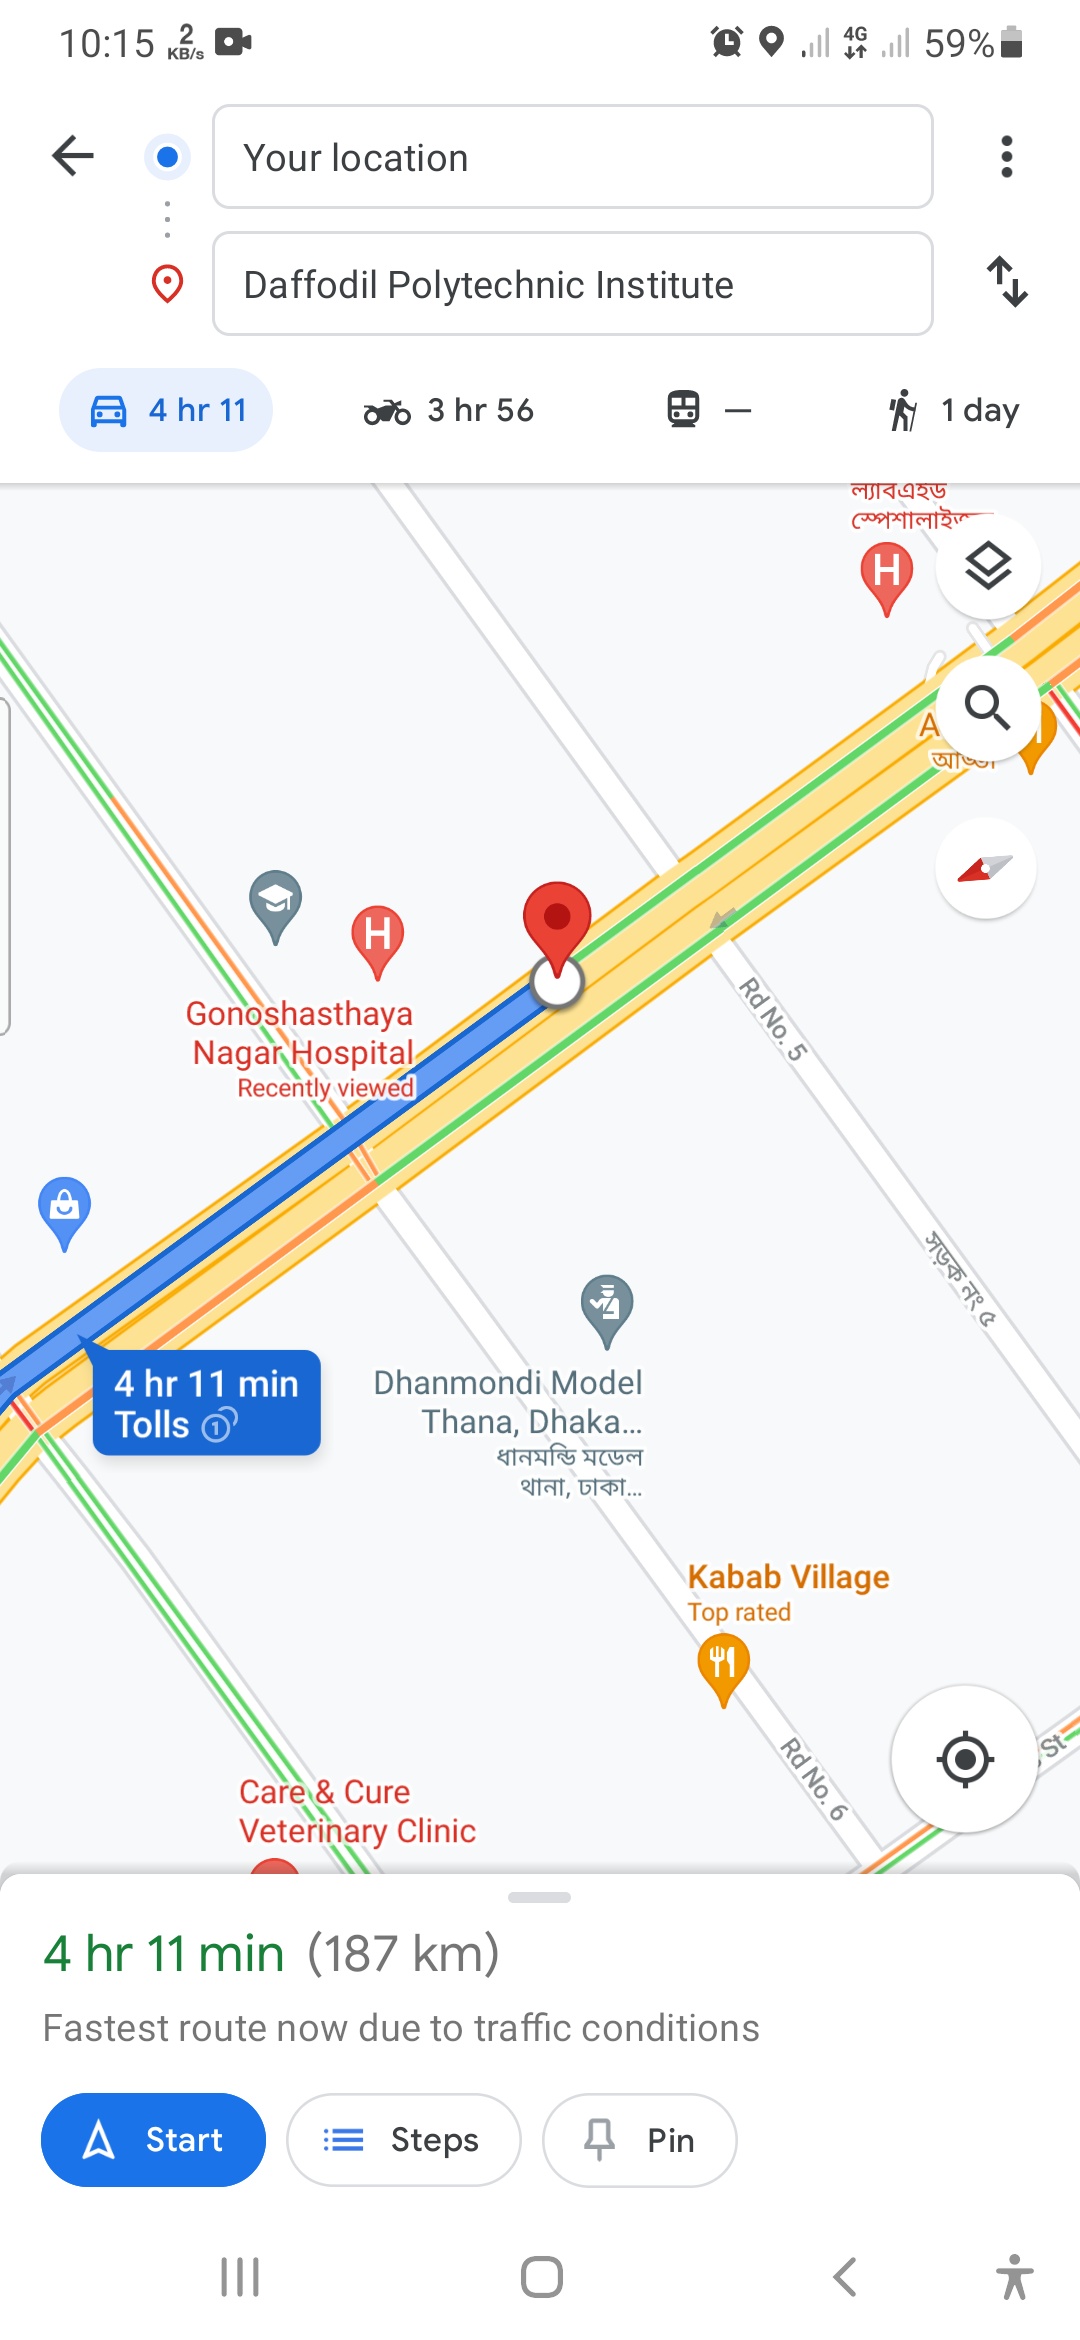 10:15 2 KB/s 4G 59%
Your location
Daffodil Polytechnic Institute
4 hr 11 3 hr 56 — 1 day
ল্যাবএইড
H
A
Gonoshasthaya
Nagar Hospital
Recently viewed
H
Rd No. 5
সড়ক নং ৫
4 hr 11 min
Tolls
Dhanmondi Model
Thana, Dhaka...
ধানমন্ডি মডেল
থানা, ঢাকা...
Kabab Village
Top rated
Rd No. 6
St
Care & Cure
Veterinary Clinic
4 hr 11 min (187 km)
Fastest route now due to traffic conditions
Start Steps Pin